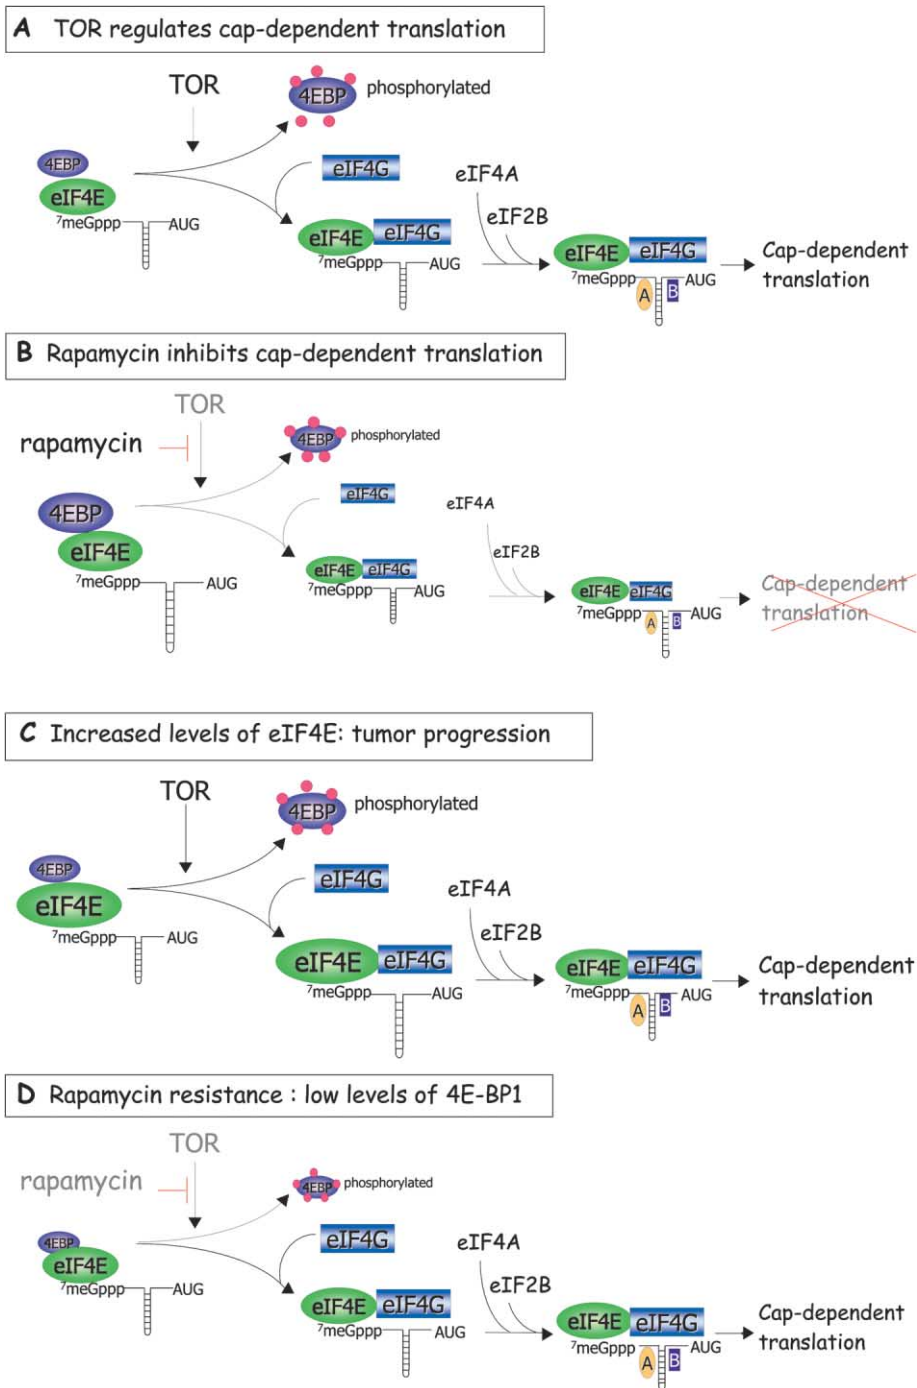 A TOR regulates cap-dependent translation
TOR
4EBP
phosphorylated
4EBP
eIF4E
7meGppp
AUG
eIF4G
eIF4E
eIF4G
7meGppp
AUG
eIF4A
eIF2B
eIF4E
eIF4G
7meGppp
AUG
A
B
Cap-dependent
translation
B Rapamycin inhibits cap-dependent translation
TOR
rapamycin
4EBP
phosphorylated
4EBP
eIF4E
7meGppp
AUG
eIF4G
eIF4E
eIF4G
7meGppp
AUG
eIF4A
eIF2B
eIF4E
eIF4G
7meGppp
AUG
A
B
Cap-dependent
translation
C Increased levels of eIF4E: tumor progression
TOR
4EBP
phosphorylated
4EBP
eIF4E
7meGppp
AUG
eIF4G
eIF4E
eIF4G
7meGppp
AUG
eIF4A
eIF2B
eIF4E
eIF4G
7meGppp
AUG
A
B
Cap-dependent
translation
D Rapamycin resistance : low levels of 4E-BP1
TOR
rapamycin
4EBP
phosphorylated
4EBP
eIF4E
7meGppp
AUG
eIF4G
eIF4E
eIF4G
7meGppp
AUG
eIF4A
eIF2B
eIF4E
eIF4G
7meGppp
AUG
A
B
Cap-dependent
translation